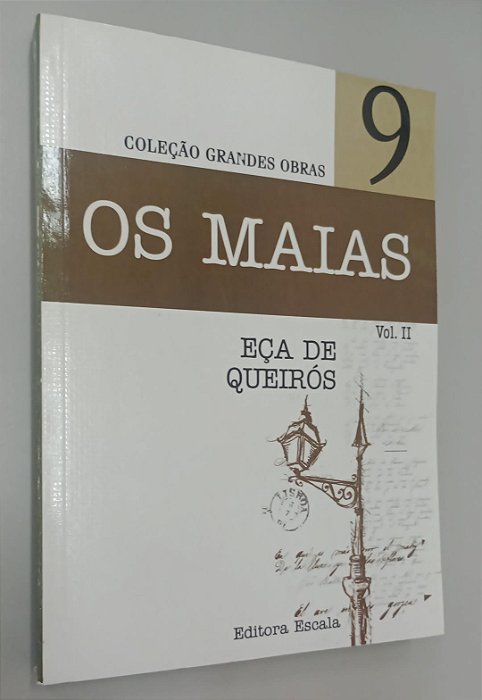 9
COLEÇÃO GRANDES OBRAS
OS MAIAS
Vol. II
EÇA DE
QUEIRÓS
LISBOA
Editora Escala